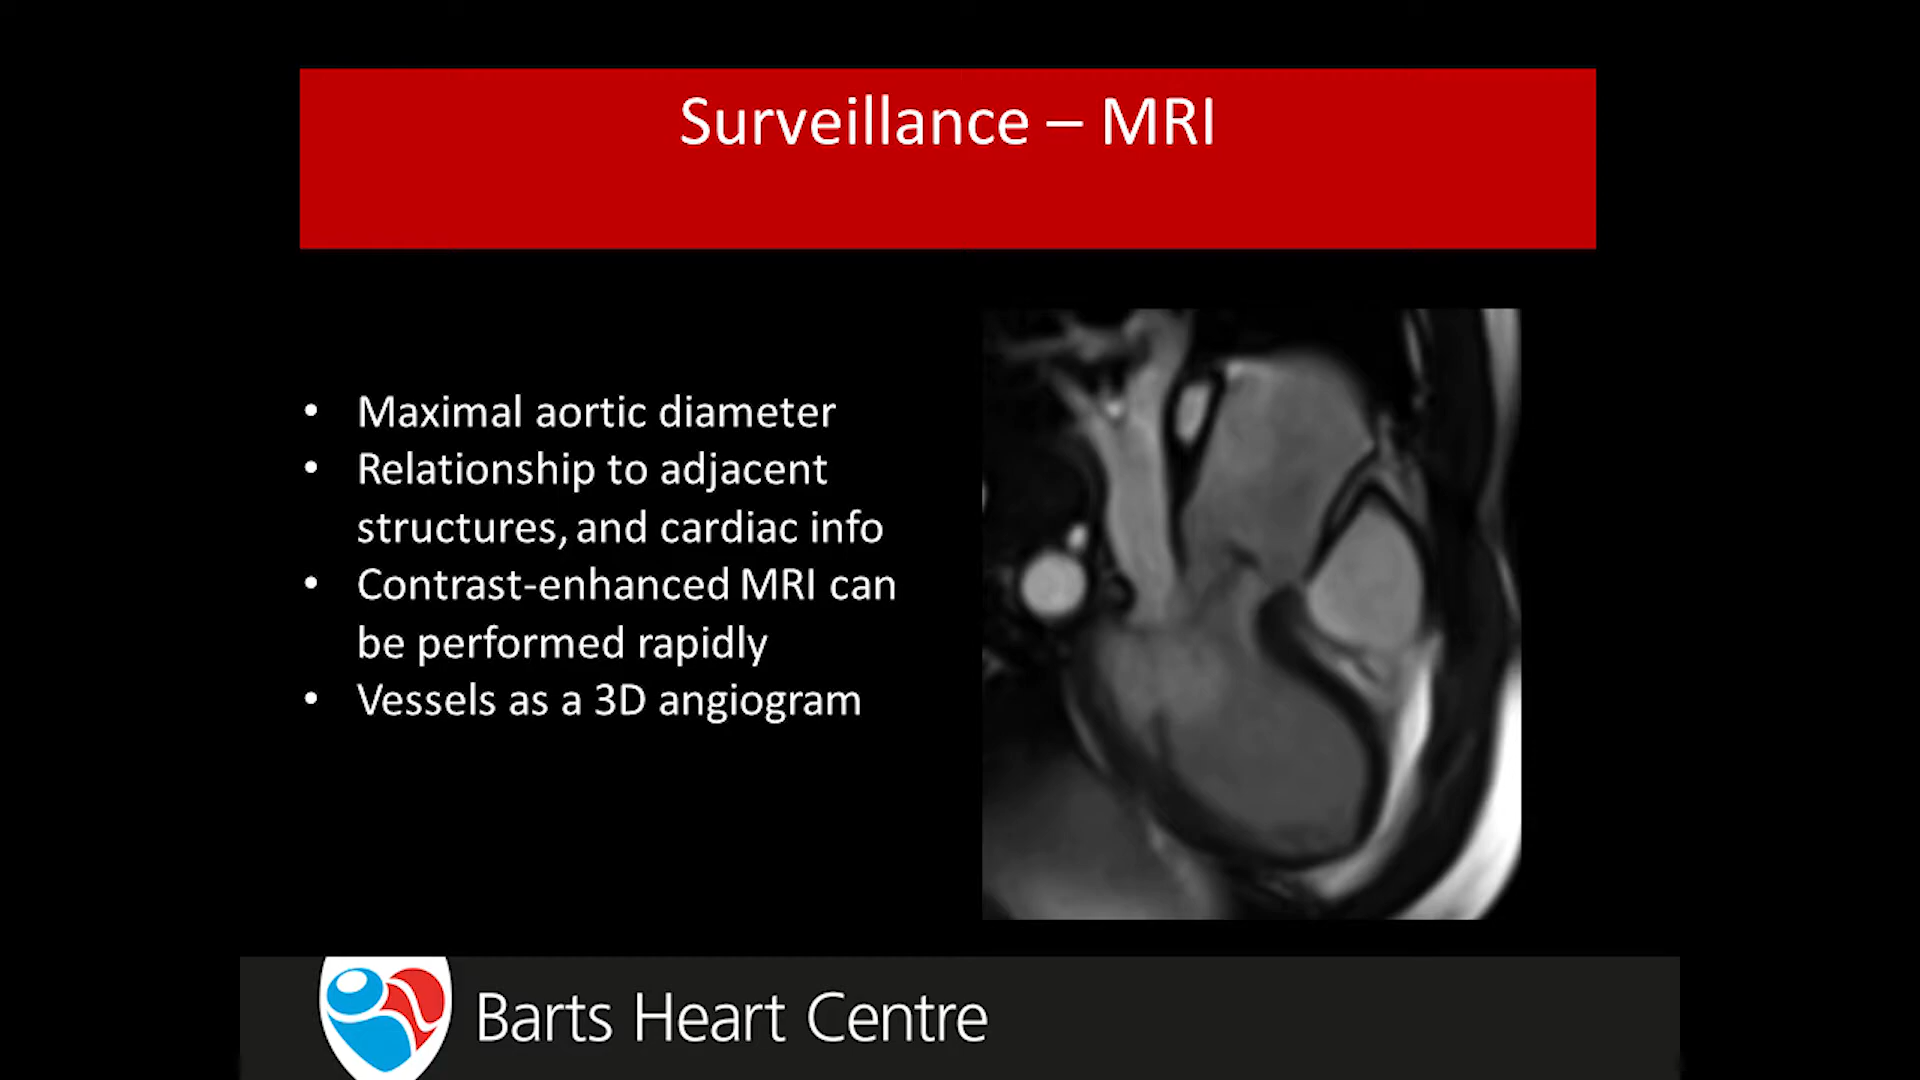 Surveillance – MRI
• Maximal aortic diameter
• Relationship to adjacent
structures, and cardiac info
• Contrast-enhanced MRI can
be performed rapidly
• Vessels as a 3D angiogram
Barts Heart Centre